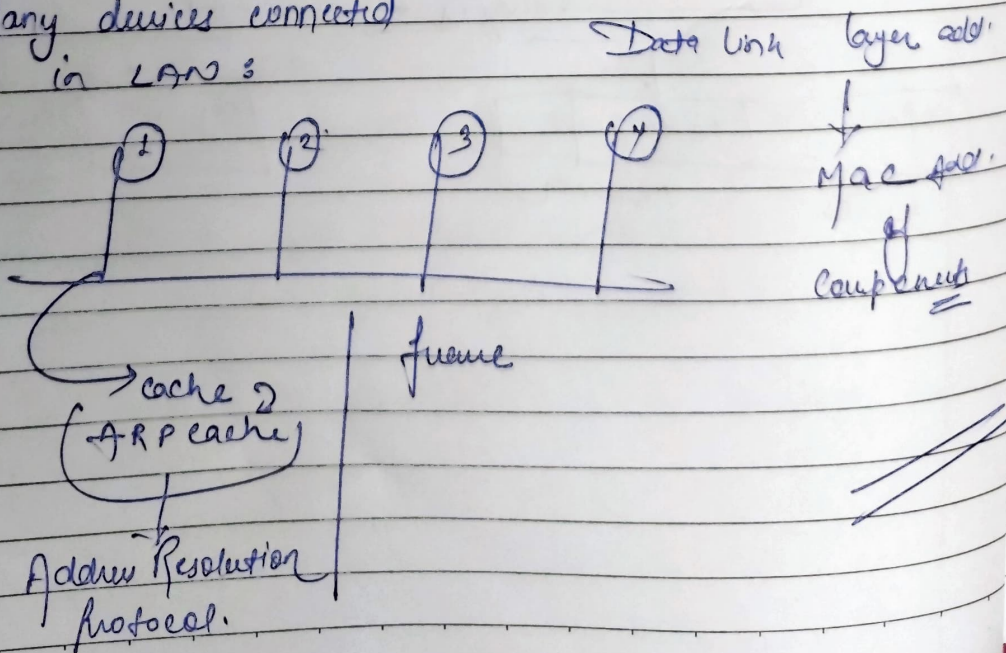 any devices connected
in LAN :
Data link layer add.
Mac Add.
of
Components
1 2 3 4
frame
cache
(ARP cache)
Address Resolution
Protocol.